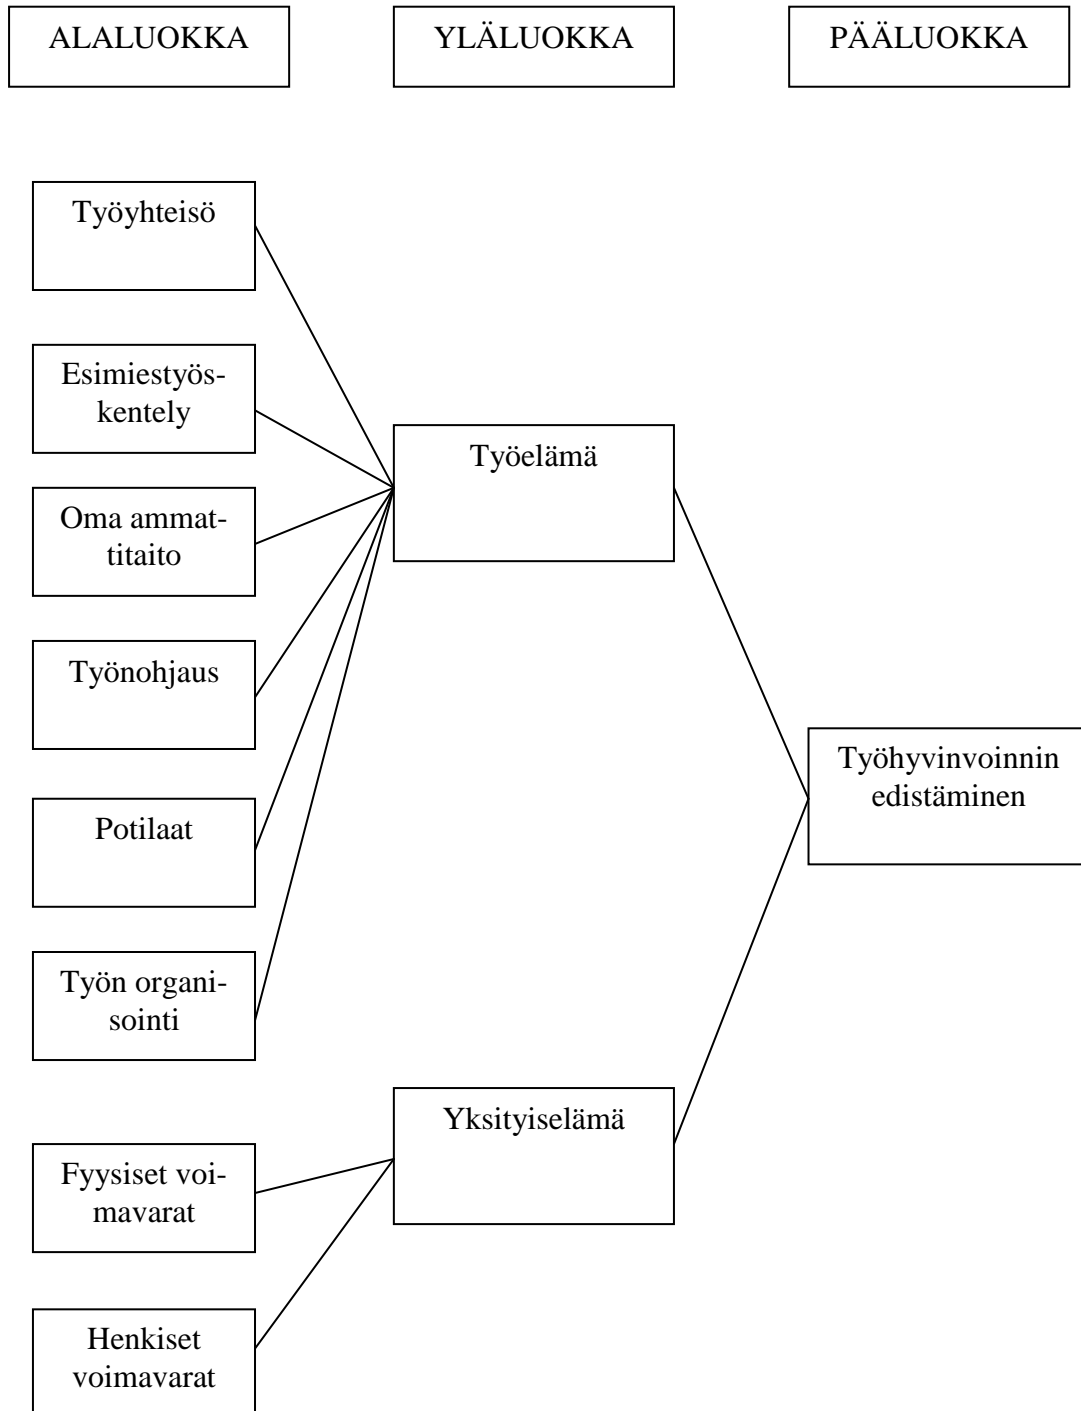 ALALUOKKA
YLÄLUOKKA
PÄÄLUOKKA
Työyhteisö
Esimiestyös-
kentely
Oma ammat-
titaito
Työnohjaus
Potilaat
Työn organi-
sointi
Fyysiset voi-
mavarat
Henkiset
voimavarat
Työelämä
Yksityiselämä
Työhyvinvoinnin
edistäminen